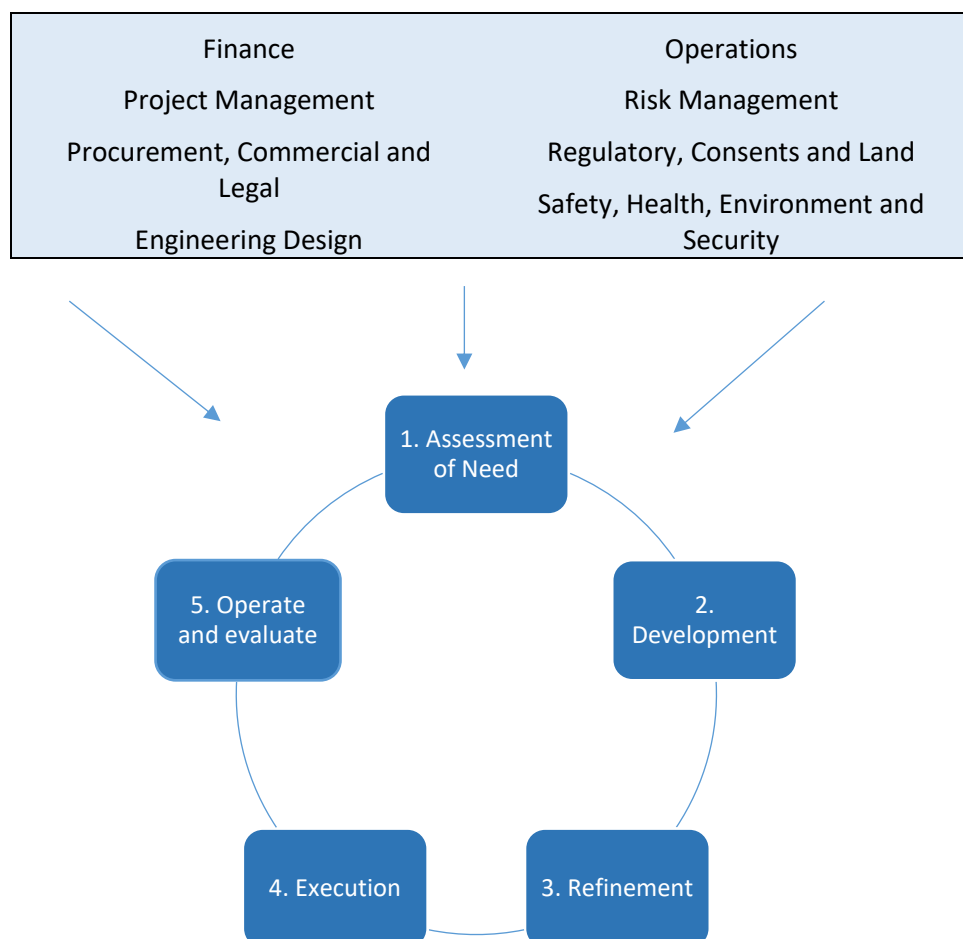 Finance
Project Management
Procurement, Commercial and
Legal
Engineering Design
Operations
Risk Management
Regulatory, Consents and Land
Safety, Health, Environment and
Security
1. Assessment
of Need
2.
Development
3. Refinement
4. Execution
5. Operate
and evaluate